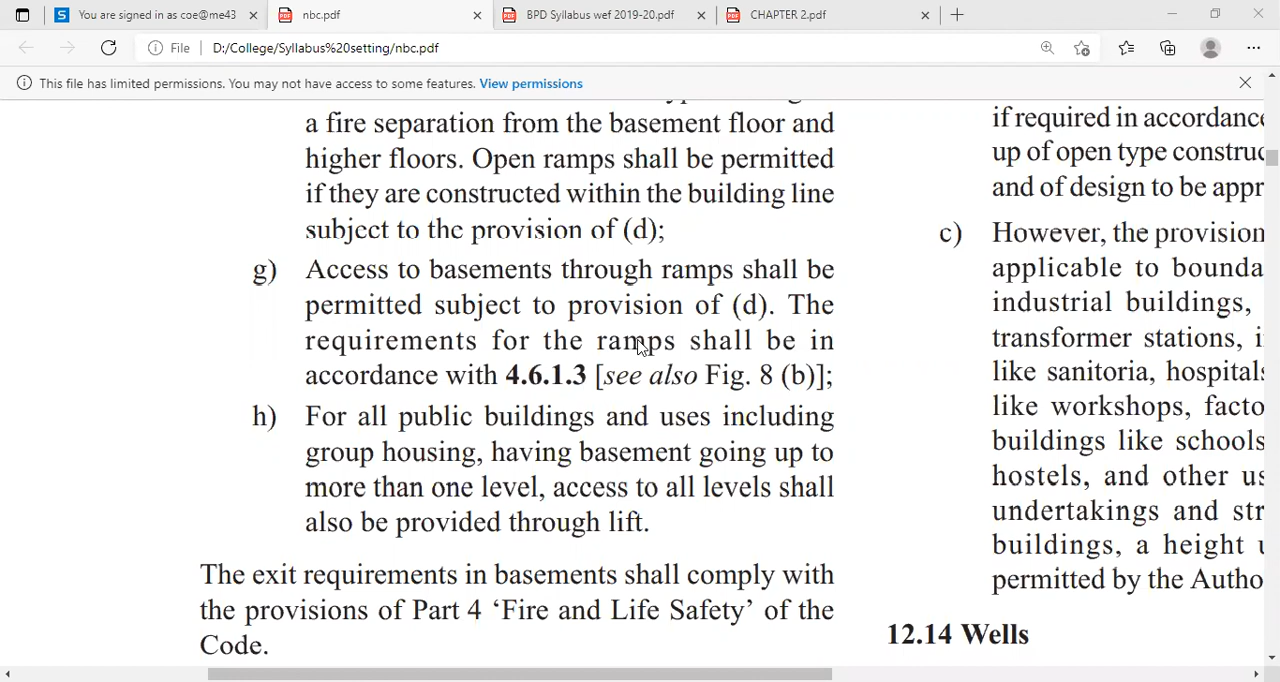 You are signed in as coe@me43
nbc.pdf
BPD Syllabus wef 2019-20.pdf
CHAPTER 2.pdf
File
D:/College/Syllabus%20setting/nbc.pdf
This file has limited permissions. You may not have access to some features. View permissions
a fire separation from the basement floor and
higher floors. Open ramps shall be permitted
if they are constructed within the building line
subject to the provision of (d);
g) Access to basements through ramps shall be
permitted subject to provision of (d). The
requirements for the ramps shall be in
accordance with 4.6.1.3 [see also Fig. 8 (b)];
h) For all public buildings and uses including
group housing, having basement going up to
more than one level, access to all levels shall
also be provided through lift.
The exit requirements in basements shall comply with
the provisions of Part 4 ‘Fire and Life Safety’ of the
Code.
if required in accordance
up of open type construc
and of design to be appr
c) However, the provision
applicable to bounda
industrial buildings,
transformer stations, i
like sanitoria, hospitals
like workshops, facto
buildings like schools
hostels, and other us
undertakings and str
buildings, a height u
permitted by the Autho
12.14 Wells